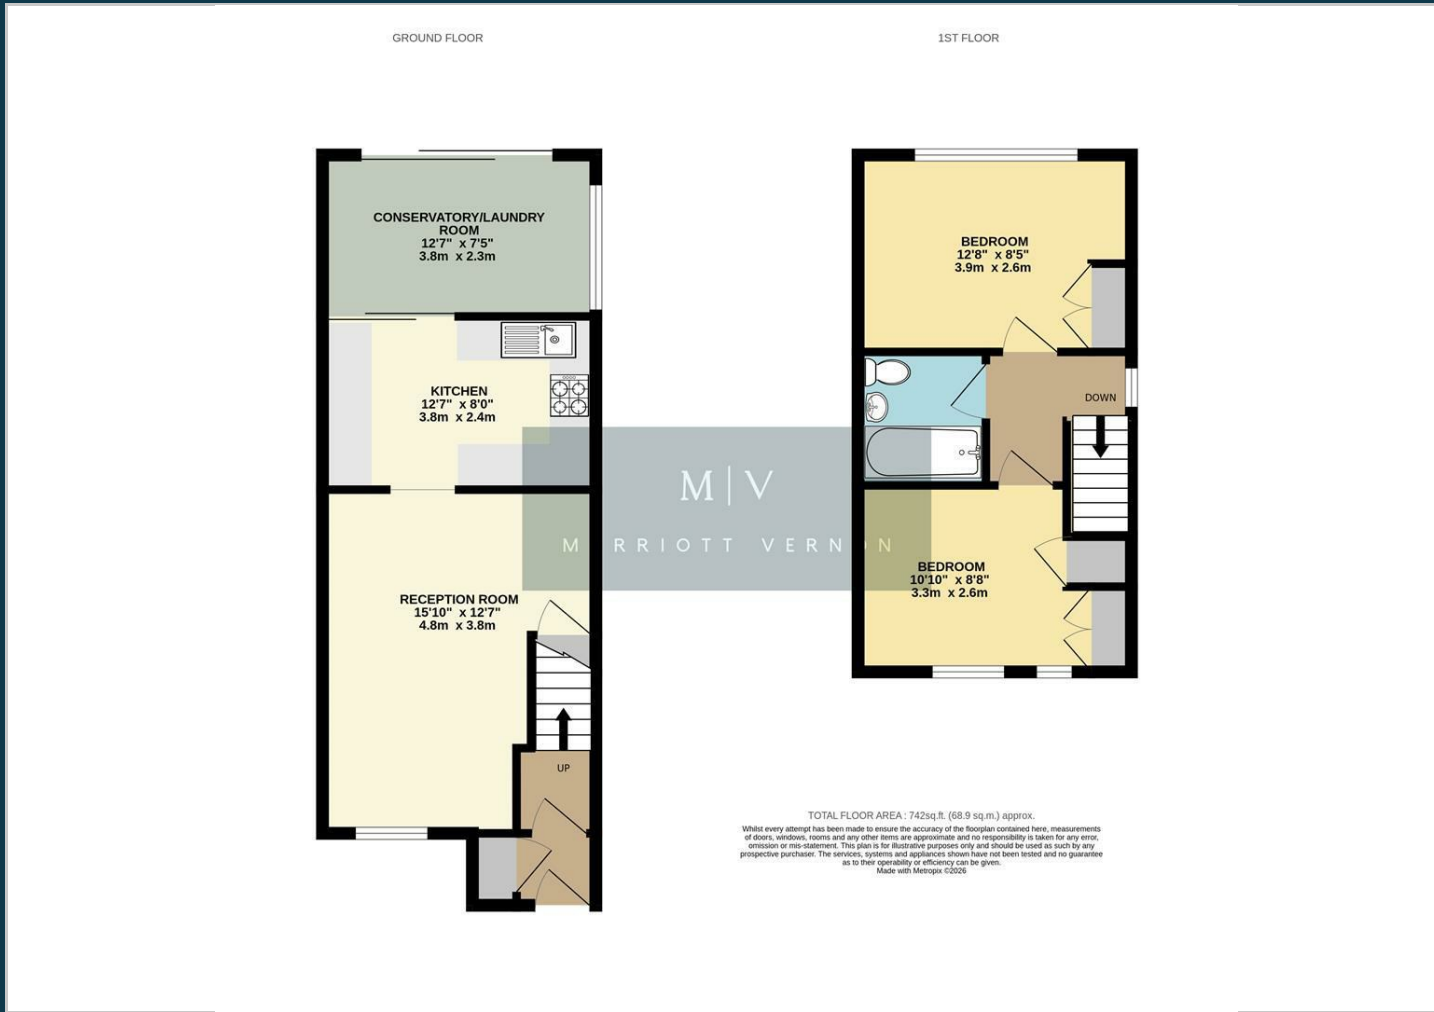 GROUND FLOOR
1ST FLOOR
CONSERVATORY/LAUNDRY
ROOM
12'7" x 7'5"
3.8m x 2.3m
KITCHEN
12'7" x 8'0"
3.8m x 2.4m
RECEPTION ROOM
15'10" x 12'7"
4.8m x 3.8m
UP
BEDROOM
12'8" x 8'5"
3.9m x 2.6m
DOWN
BEDROOM
10'10" x 8'8"
3.3m x 2.6m
M|V
MARRIOTT VERNON
TOTAL FLOOR AREA : 742sq.ft. (68.9 sq.m.) approx.
Whilst every attempt has been made to ensure the accuracy of the floorplan contained here, measurements
of doors, windows, rooms and any other items are approximate and no responsibility is taken for any error,
omission or mis-statement. This plan is for illustrative purposes only and should be used as such by any
prospective purchaser. The services, systems and appliances shown have not been tested and no guarantee
as to their operability or efficiency can be given.
Made with Metropix ©2026